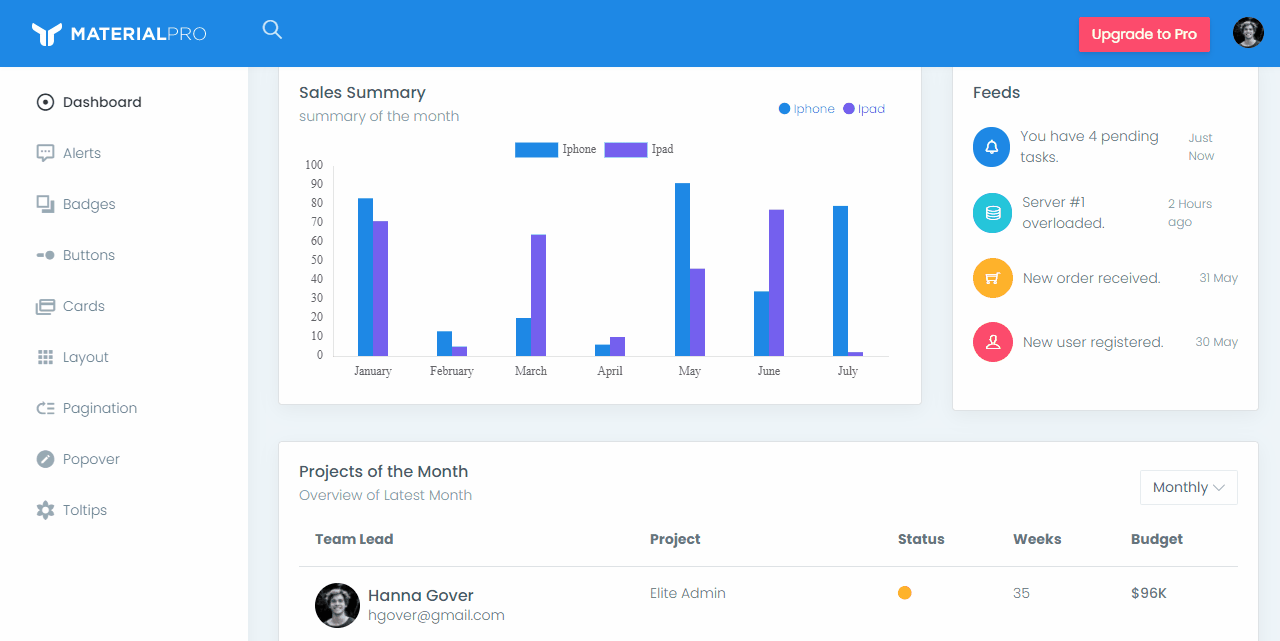 MATERIALPRO
Upgrade to Pro
Dashboard
Alerts
Badges
Buttons
Cards
Layout
Pagination
Popover
Toltips
Sales Summary
summary of the month
Iphone Ipad
Iphone Ipad
100
90
80
70
60
50
40
30
20
10
0
January February March April May June July
Feeds
You have 4 pending
tasks.
Just
Now
Server #1
overloaded.
2 Hours
ago
New order received. 31 May
New user registered. 30 May
Projects of the Month
Overview of Latest Month
Monthly
Team Lead Project Status Weeks Budget
Hanna Gover
hgover@gmail.com
Elite Admin 35 $96K